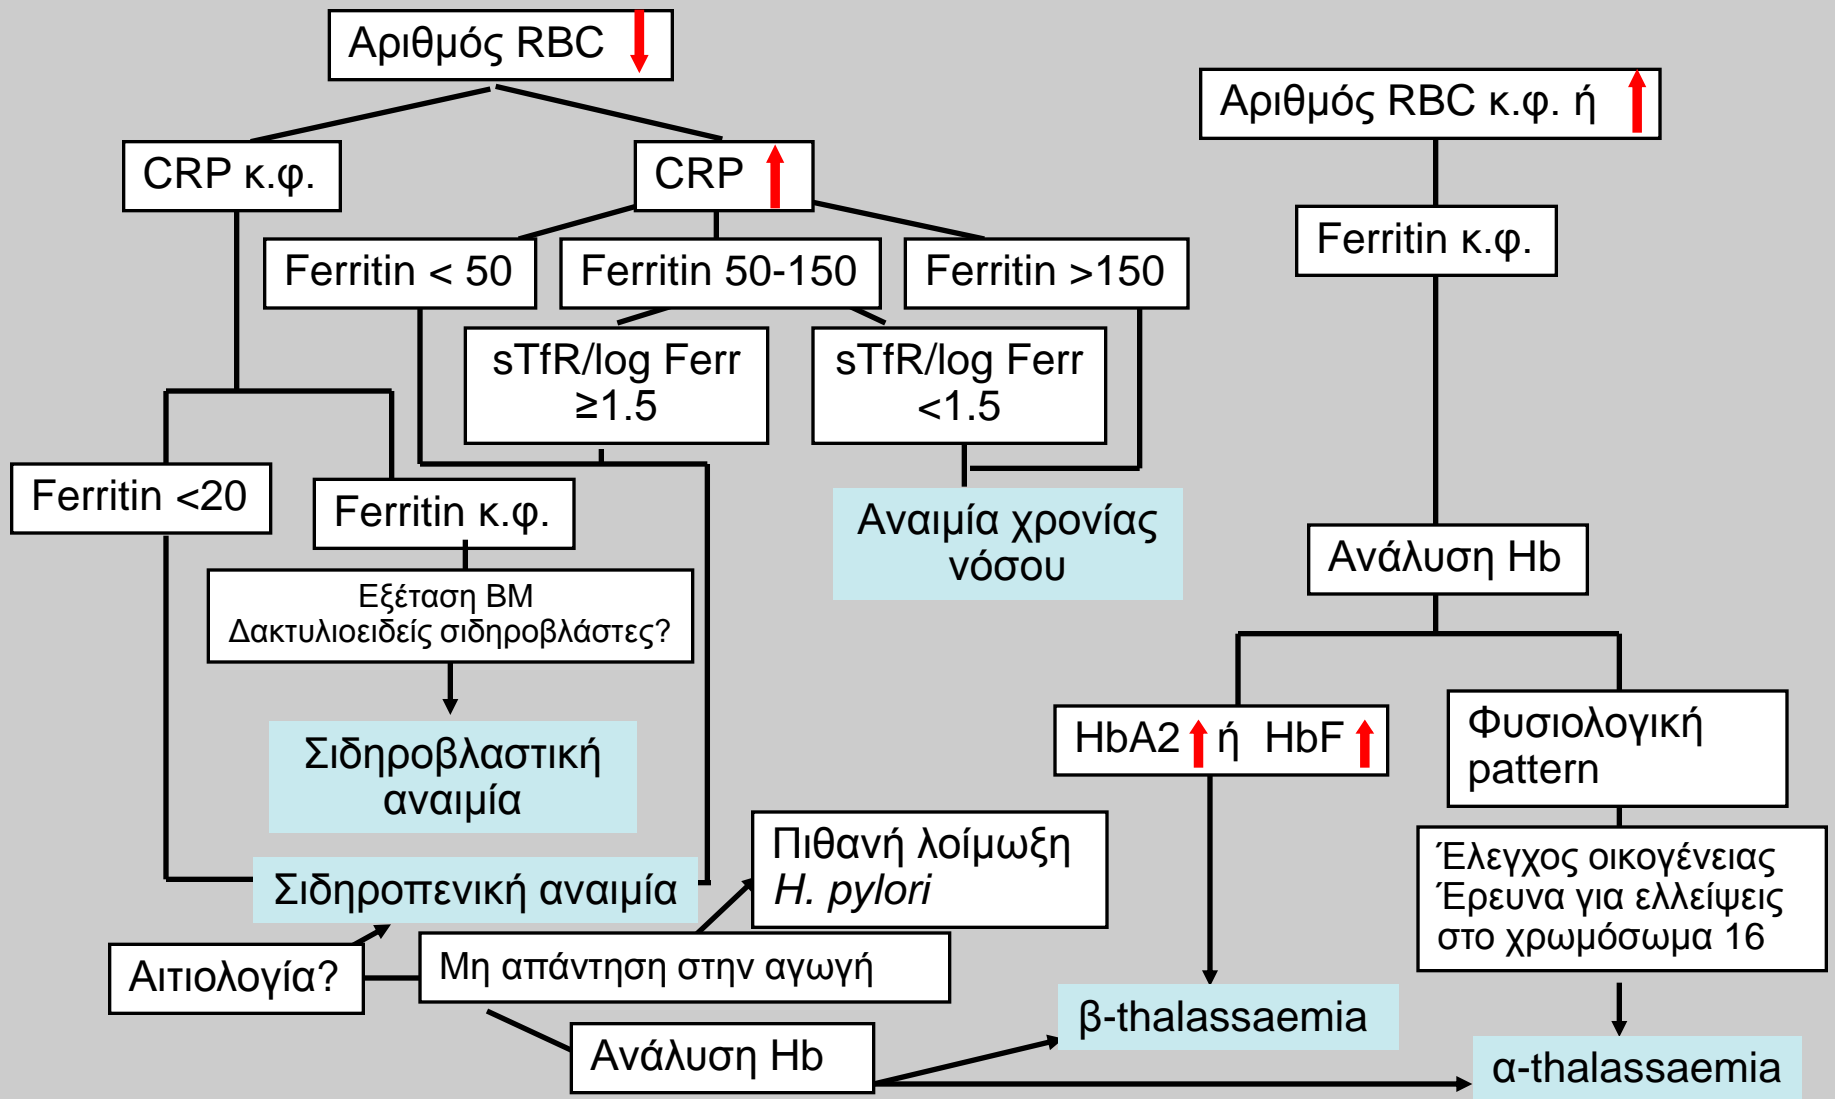 Αριθμός RBC
Αριθμός RBC κ.φ. ή
CRP κ.φ.
CRP
Ferritin κ.φ.
Ferritin < 50
Ferritin 50-150
Ferritin >150
sTfR/log Ferr
≥1.5
sTfR/log Ferr
<1.5
Ferritin <20
Ferritin κ.φ.
Αναιμία χρονίας
νόσου
Ανάλυση Hb
Εξέταση ΒΜ
Δακτυλιοειδείς σιδηροβλάστες?
Σιδηροβλαστική
αναιμία
HbA2 ή HbF
Φυσιολογική
pattern
Πιθανή λοίμωξη
H. pylori
Έλεγχος οικογένειας
Έρευνα για ελλείψεις
στο χρωμόσωμα 16
Σιδηροπενική αναιμία
Αιτιολογία?
Μη απάντηση στην αγωγή
β-thalassaemia
Ανάλυση Hb
α-thalassaemia